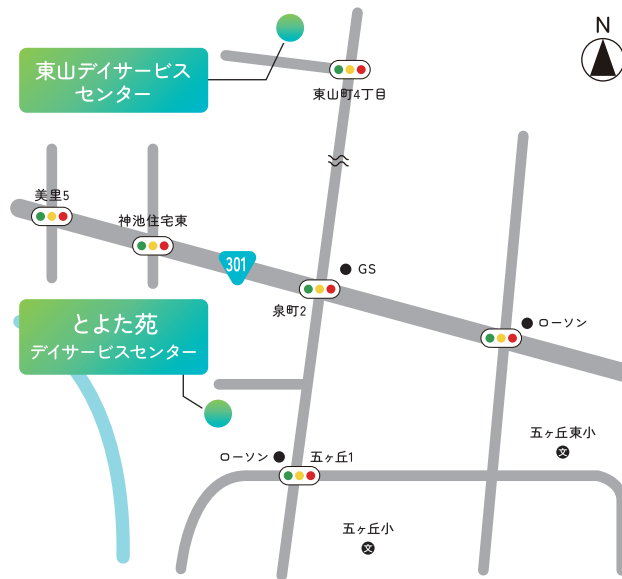 N
東山デイサービス
センター
東山町4丁目
美里5
神池住宅東
301
GS
泉町2
とよた苑
デイサービスセンター
ローソン
五ヶ丘東小
文
ローソン
五ヶ丘1
五ヶ丘小
文